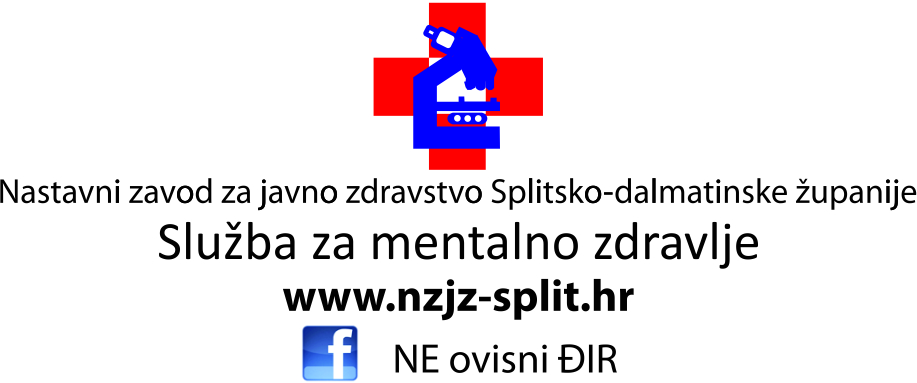 Nastavni zavod za javno zdravstvo Splitsko-dalmatinske županije
Služba za mentalno zdravlje
www.nzjz-split.hr
f NE ovisni ĐIR